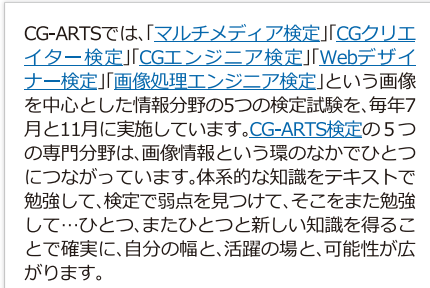 CG-ARTSでは、「マルチメディア検定」「CGクリエ
イター検定」「CGエンジニア検定」「Webデザイ
ナー検定」「画像処理エンジニア検定」という画像
を中心とした情報分野の5つの検定試験を、毎年7
月と11月に実施しています。CG-ARTS検定の５つ
の専門分野は、画像情報という環のなかでひとつ
につながっています。体系的な知識をテキストで
勉強して、検定で弱点を見つけて、そこをまた勉強
して…ひとつ、またひとつと新しい知識を得るこ
とで確実に、自分の幅と、活躍の場と、可能性が広
がります。